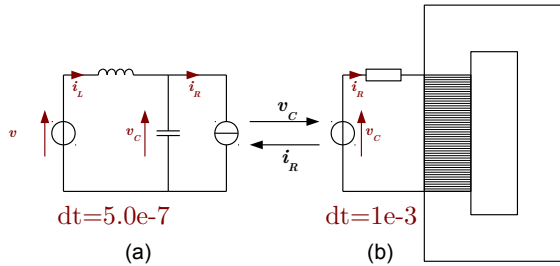 i_L
i_R
v
v_C
v_C
i_R
i_R
v_C
dt=5.0e-7
dt=1e-3
(a)
(b)